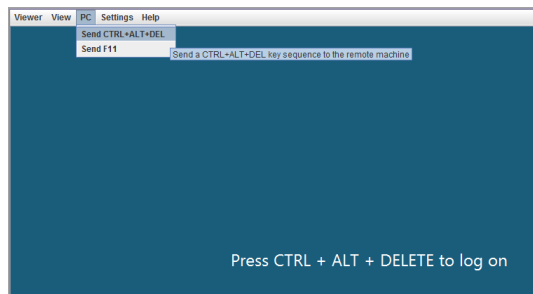 Viewer View PC Settings Help
Send CTRL+ALT+DEL
Send F11
Send a CTRL+ALT+DEL key sequence to the remote machine
Press CTRL + ALT + DELETE to log on